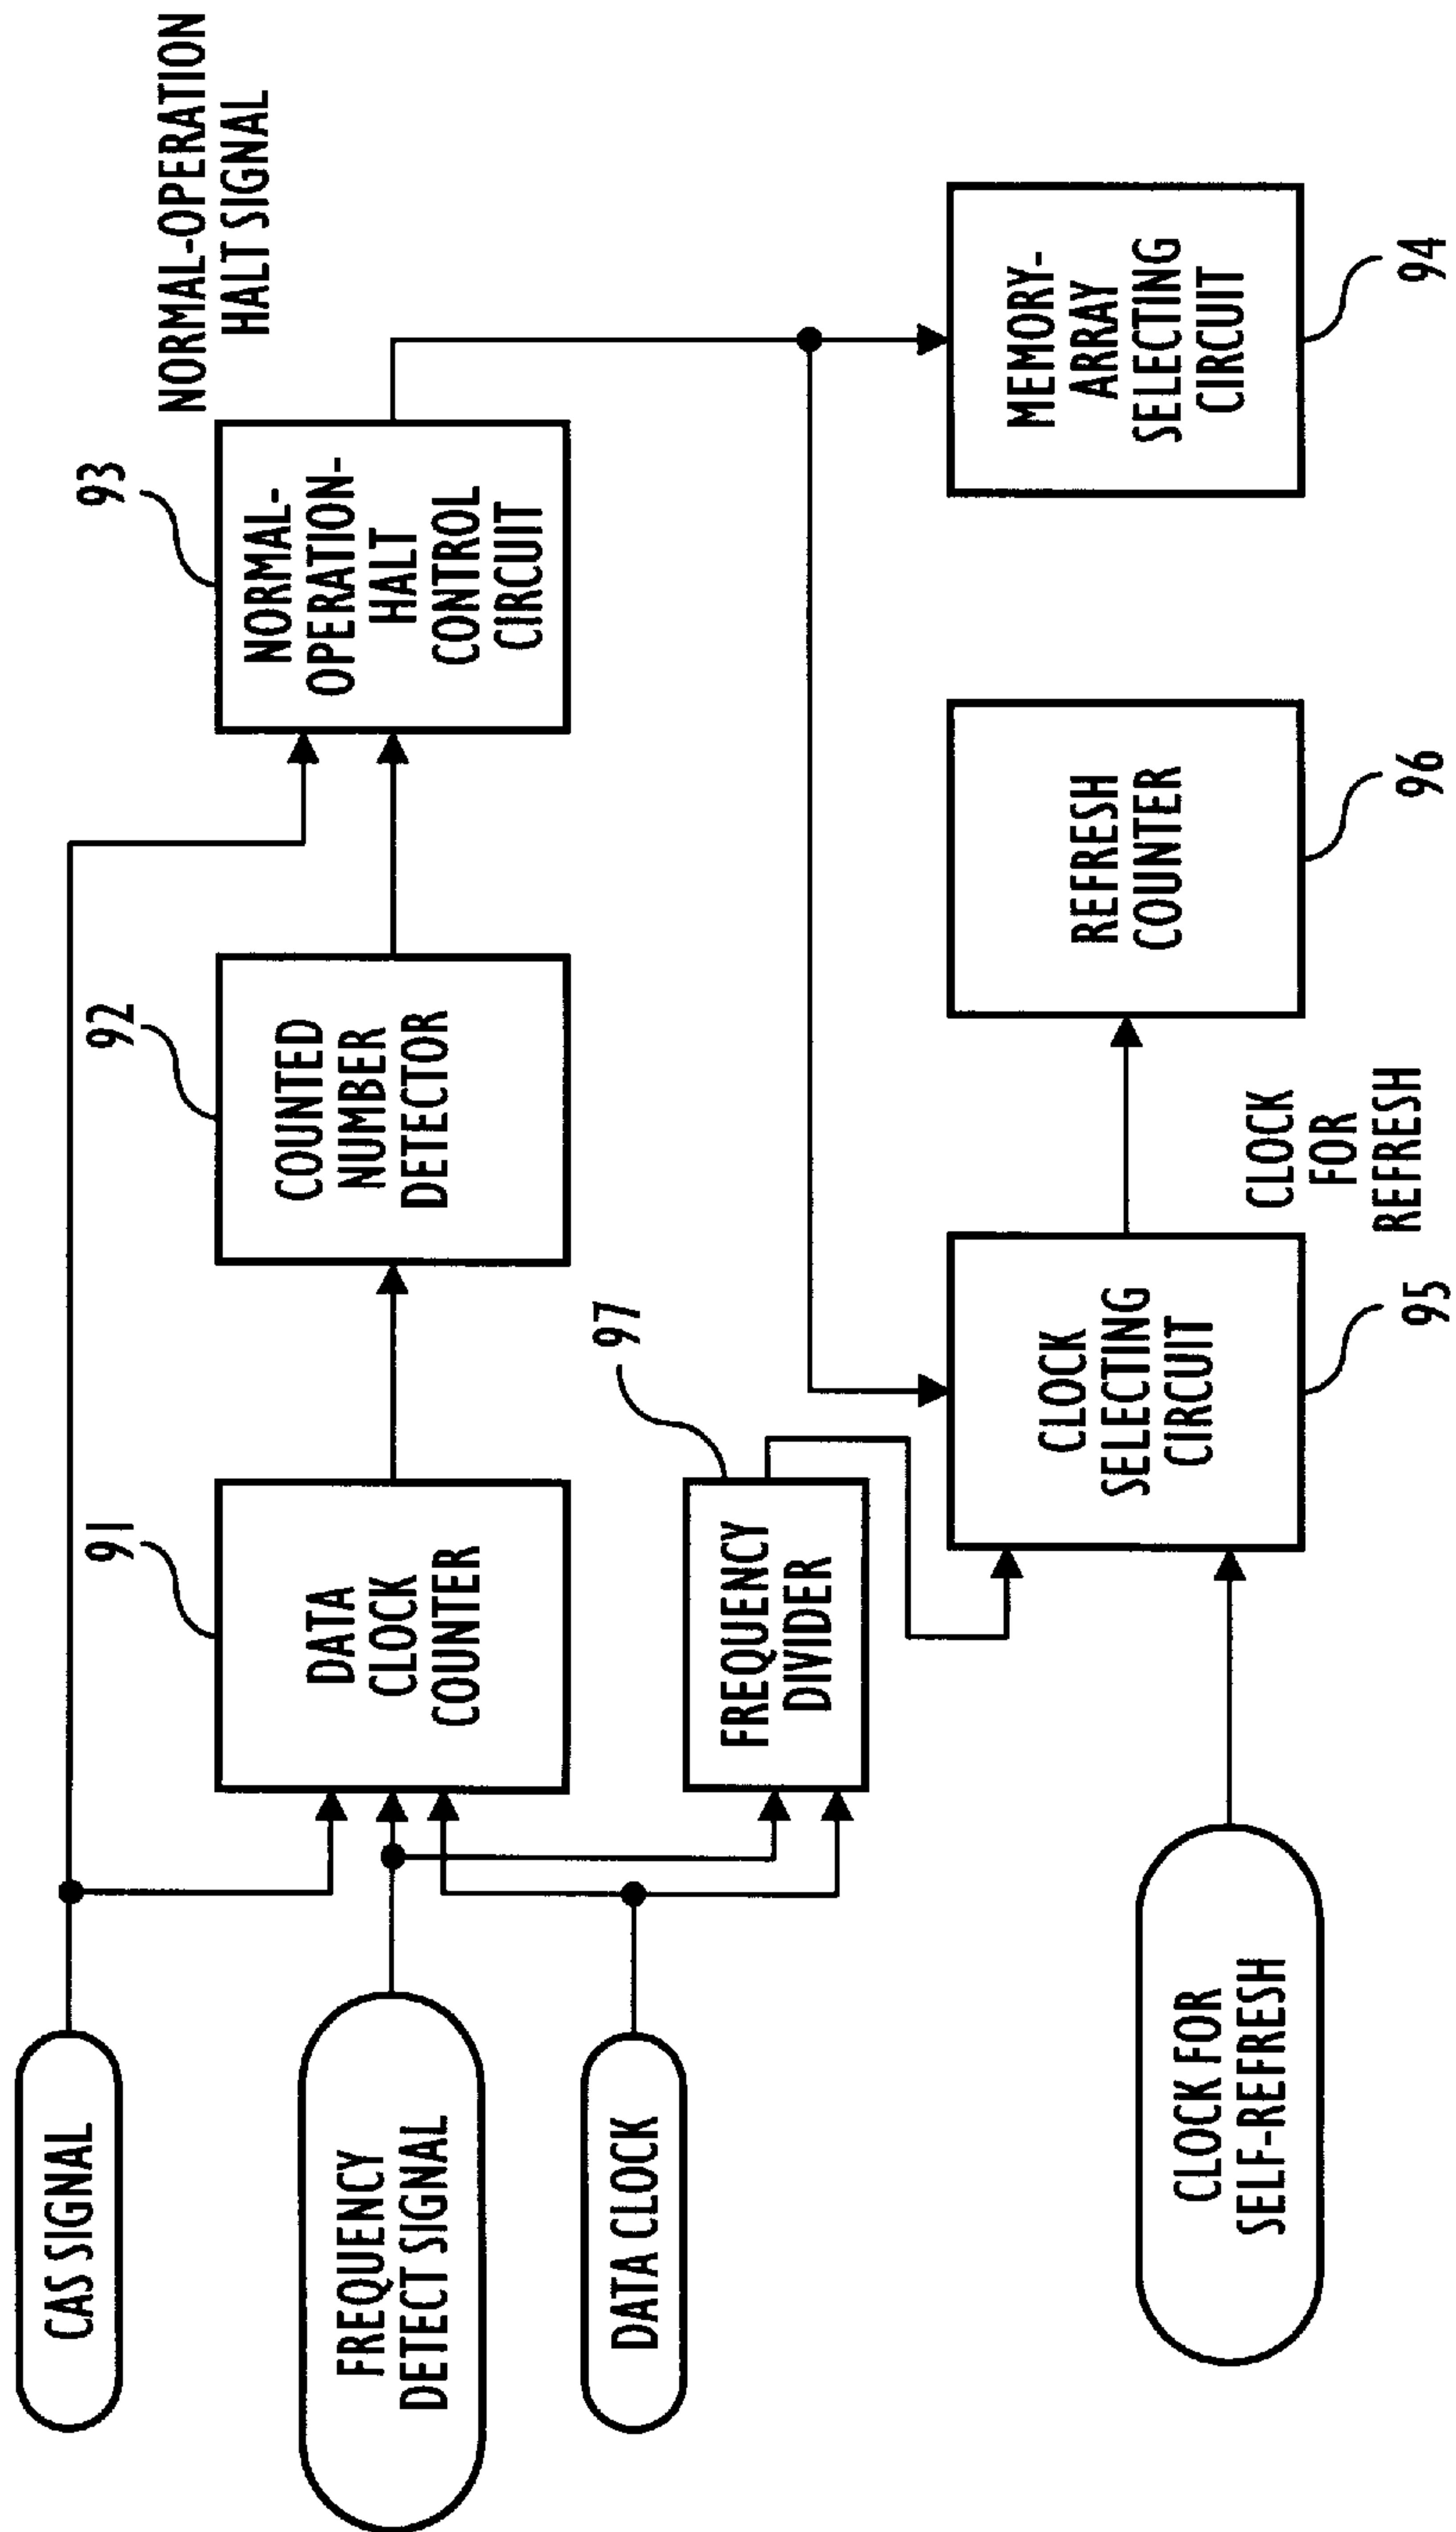 CAS SIGNAL
FREQUENCY
DETECT SIGNAL
DATA CLOCK
CLOCK FOR
SELF-REFRESH
91
DATA
CLOCK
COUNTER
92
COUNTED
NUMBER
DETECTOR
93
NORMAL-
OPERATION-
HALT
CONTROL
CIRCUIT
NORMAL-OPERATION
HALT SIGNAL
97
FREQUENCY
DIVIDER
CLOCK
SELECTING
CIRCUIT
95
CLOCK
FOR
REFRESH
REFRESH
COUNTER
96
MEMORY-
ARRAY
SELECTING
CIRCUIT
94